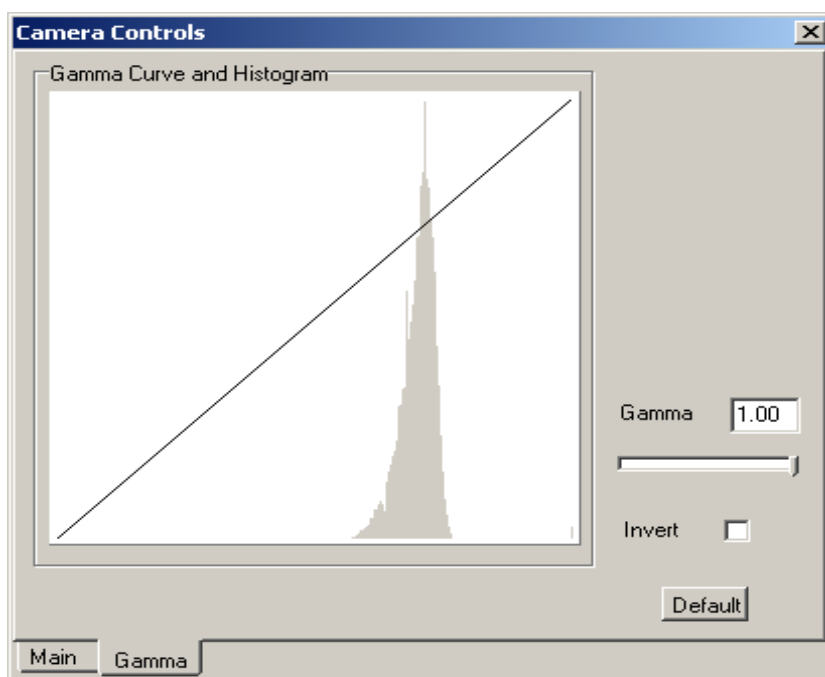 Camera Controls
Gamma Curve and Histogram
Gamma 1.00
Invert
Default
Main Gamma